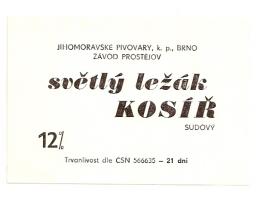 JIHOMORAVSKÉ PIVOVARY, k. p., BRNO
ZÁVOD PROSTĚJOV
světlý ležák
KOSÍŘ
SUDOVÝ
12%
Trvanlivost dle ČSN 566635 – 21 dní